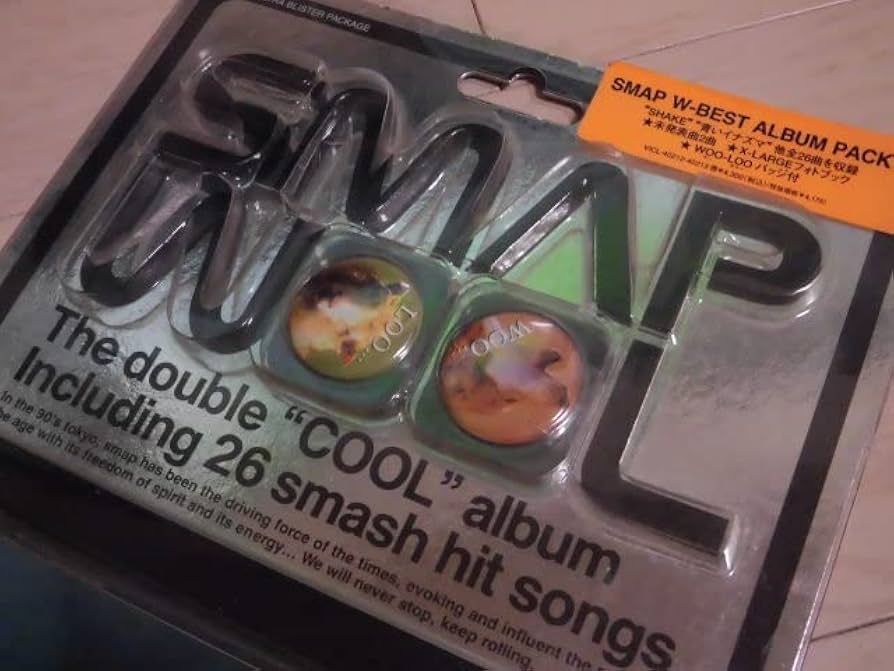 RA BLISTER PACKAGE
SMAP W-BEST ALBUM PACK
"SHAKE" "青いイナズマ" 他全26曲を収録
★未発表曲2曲 ★X-LARGEフォトブック
★WOO-LOO バッジ付
VICL-40212-40213
SMAP
WOOL
LOO...
WOO...
The double “COOL” album
Including 26 smash hit songs
in the 90's tokyo, smap has been the driving force of the times, evoking and influent the
age with its freedom of spirit and its energy... We will never stop, keep rolling.